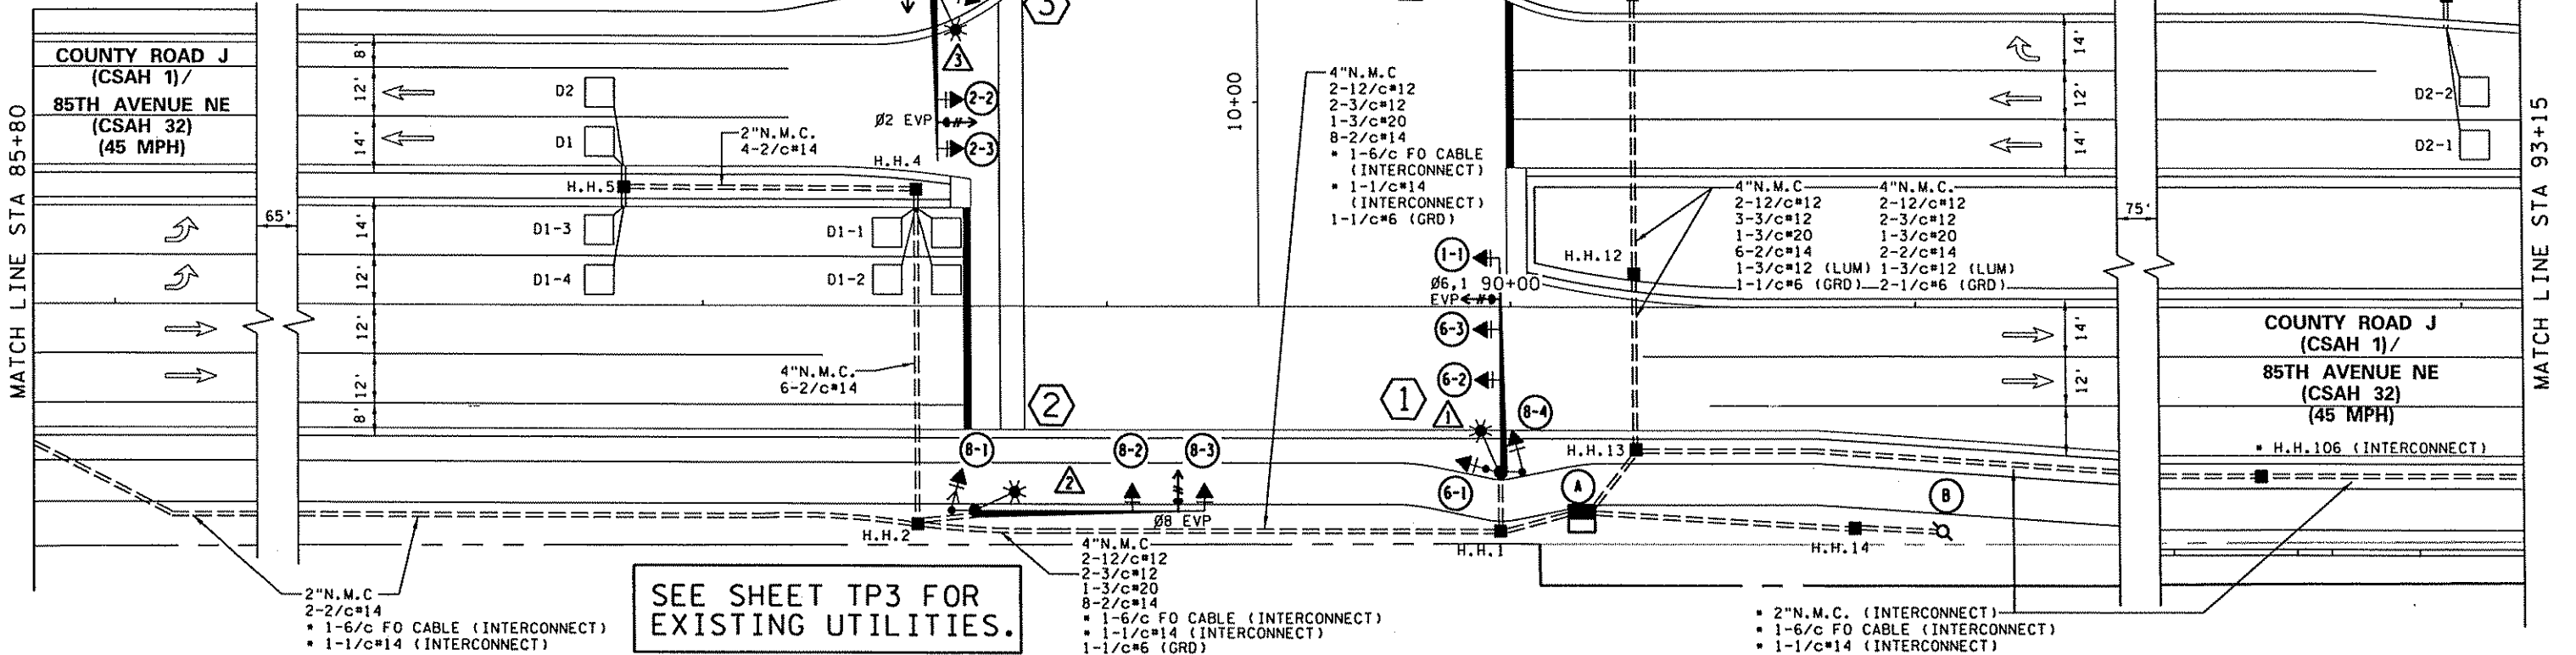 MATCH LINE STA 85+80
COUNTY ROAD J
(CSAH 1)/
85TH AVENUE NE
(CSAH 32)
(45 MPH)
65'
8'
12'
14'
14'
12'
12'
12'
8'
D2
D1
H.H.5
D1-3
D1-4
2"N.M.C.
4-2/c#14
H.H.4
D1-1
D1-2
4"N.M.C.
6-2/c#14
3
3
2-2
Ø2 EVP
2-3
2
8-1
2
8-2
8-3
Ø8 EVP
H.H.2
2"N.M.C
2-2/c#14
* 1-6/c FO CABLE (INTERCONNECT)
* 1-1/c#14 (INTERCONNECT)
SEE SHEET TP3 FOR
EXISTING UTILITIES.
4"N.M.C
2-12/c#12
2-3/c#12
1-3/c#20
8-2/c#14
* 1-6/c FO CABLE (INTERCONNECT)
* 1-1/c#14 (INTERCONNECT)
1-1/c#6 (GRD)
10+00
4"N.M.C
2-12/c#12
2-3/c#12
1-3/c#20
8-2/c#14
* 1-6/c FO CABLE
(INTERCONNECT)
* 1-1/c#14
(INTERCONNECT)
1-1/c#6 (GRD)
1-1
Ø6,1 90+00
EVP
6-3
6-2
1
1
8-4
6-1
H.H.1
A
B
H.H.14
H.H.13
H.H.12
4"N.M.C
2-12/c#12
3-3/c#12
1-3/c#20
6-2/c#14
1-3/c#12 (LUM)
1-1/c#6 (GRD)
4"N.M.C.
2-12/c#12
2-3/c#12
1-3/c#20
2-2/c#14
1-3/c#12 (LUM)
2-1/c#6 (GRD)
14'
12'
14'
14'
12'
75'
D2-2
D2-1
COUNTY ROAD J
(CSAH 1)/
85TH AVENUE NE
(CSAH 32)
(45 MPH)
* H.H.106 (INTERCONNECT)
* 2"N.M.C. (INTERCONNECT)
* 1-6/c FO CABLE (INTERCONNECT)
* 1-1/c#14 (INTERCONNECT)
MATCH LINE STA 93+15